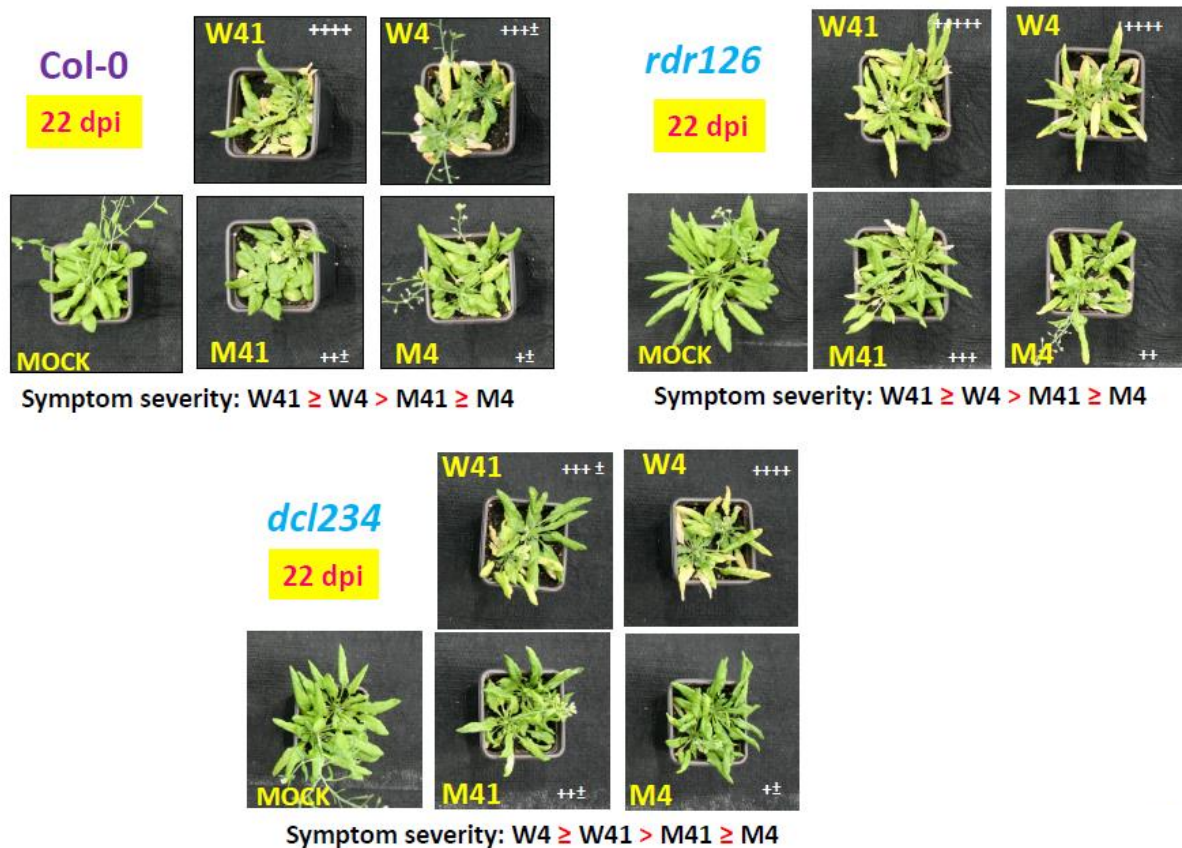 Col-0
22 dpi
W41 ++++
W4 +++±
MOCK
M41 ++±
M4 +±
Symptom severity: W41 ≥ W4 > M41 ≥ M4
rdr126
22 dpi
W41 +++++
W4 ++++
MOCK
M41 +++
M4 ++
Symptom severity: W41 ≥ W4 > M41 ≥ M4
dcl234
22 dpi
W41 +++ ±
W4 ++++
MOCK
M41 ++±
M4 +±
Symptom severity: W4 ≥ W41 > M41 ≥ M4